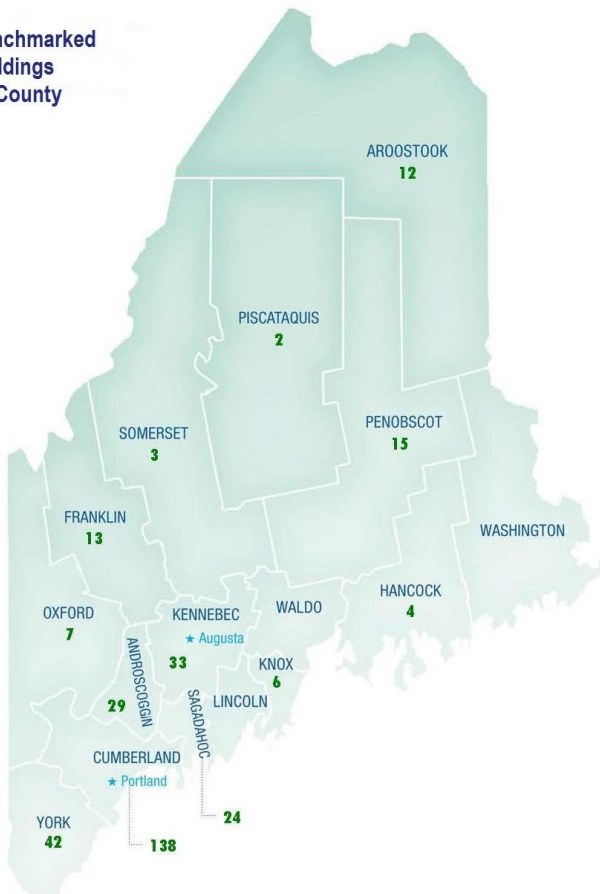 nchmarked
ldings
County
AROOSTOOK
12
PISCATAQUIS
2
SOMERSET
3
PENOBSCOT
15
FRANKLIN
13
WASHINGTON
HANCOCK
4
OXFORD
7
KENNEBEC
★ Augusta
33
WALDO
KNOX
6
ANDROSCOGGIN
29
LINCOLN
SAGADAHOC
24
CUMBERLAND
★ Portland
138
YORK
42